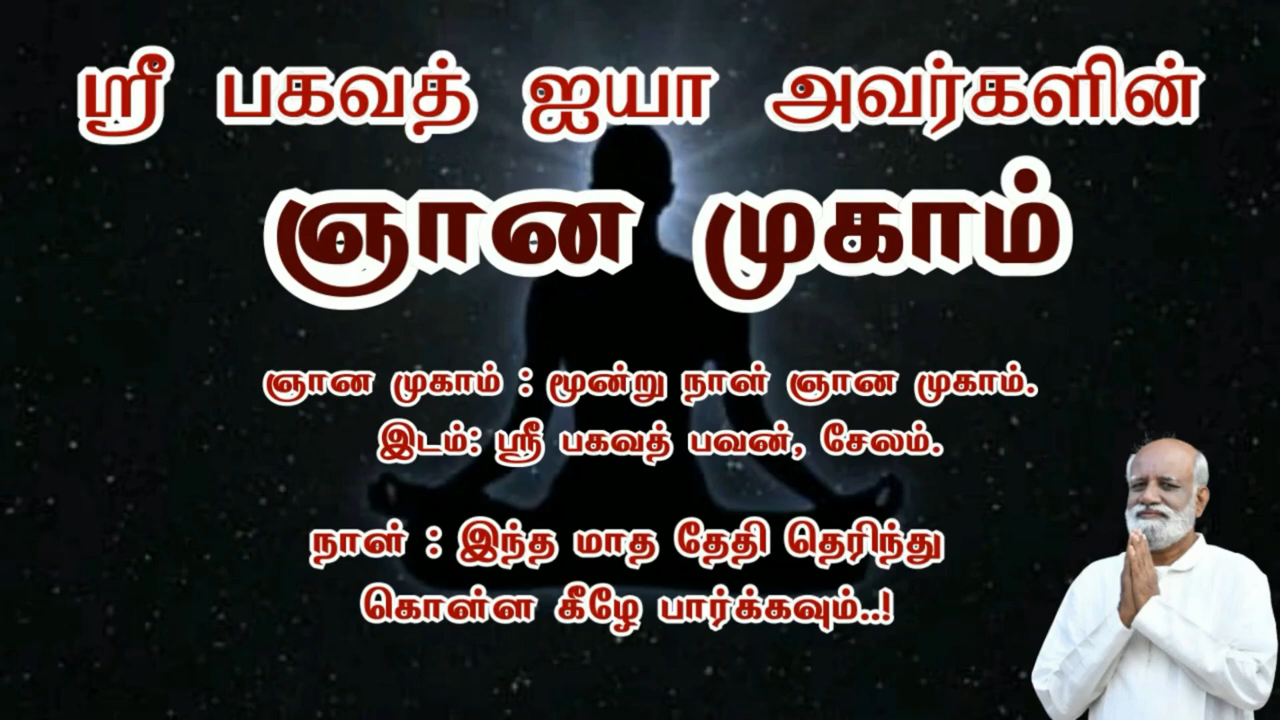 ஸ்ரீ பகவத் ஐயா அவர்களின்
ஞான முகாம்
ஞான முகாம் : மூன்று நாள் ஞான முகாம்.
இடம்: ஸ்ரீ பகவத் பவன், சேலம்.
நாள் : இந்த மாத தேதி தெரிந்து
கொள்ள கீழே பார்க்கவும்..!